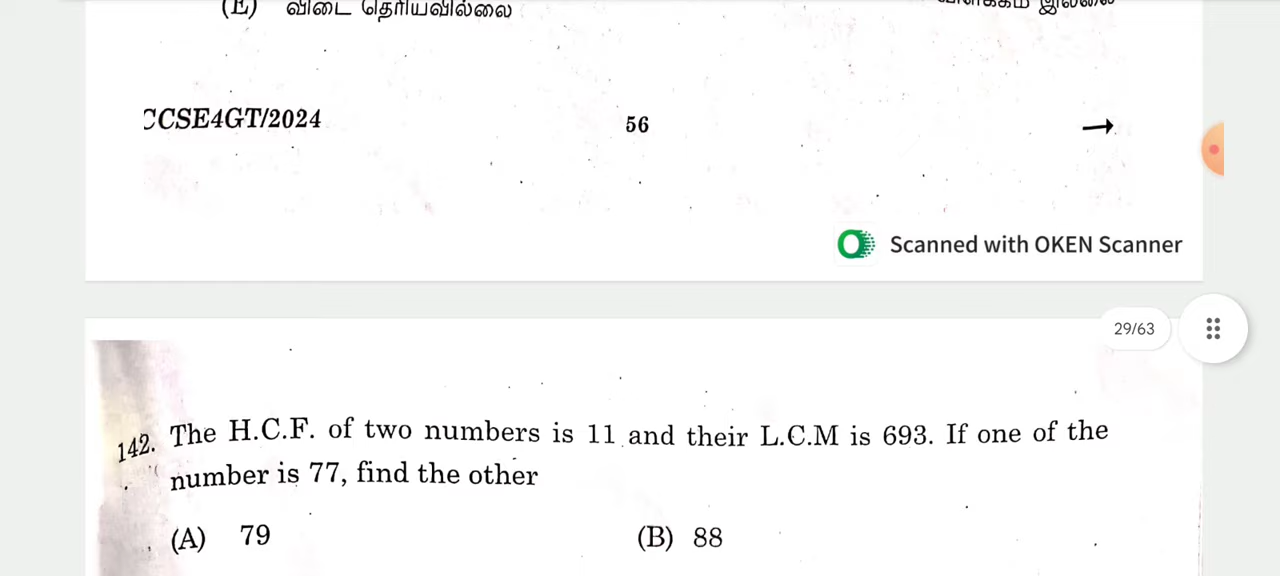 (E) விடை தெரியவில்லை
CCSE4GT/2024 56 →
Scanned with OKEN Scanner
29/63
142. The H.C.F. of two numbers is 11 and their L.C.M is 693. If one of the
number is 77, find the other
(A) 79 (B) 88